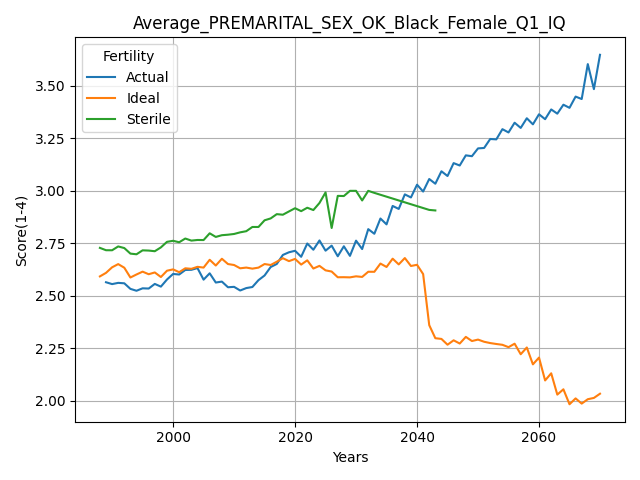 Average_PREMARITAL_SEX_OK_Black_Female_Q1_IQ
Fertility
Actual
Ideal
Sterile
Score(1-4)
3.50
3.25
3.00
2.75
2.50
2.25
2.00
2000
2020
2040
2060
Years